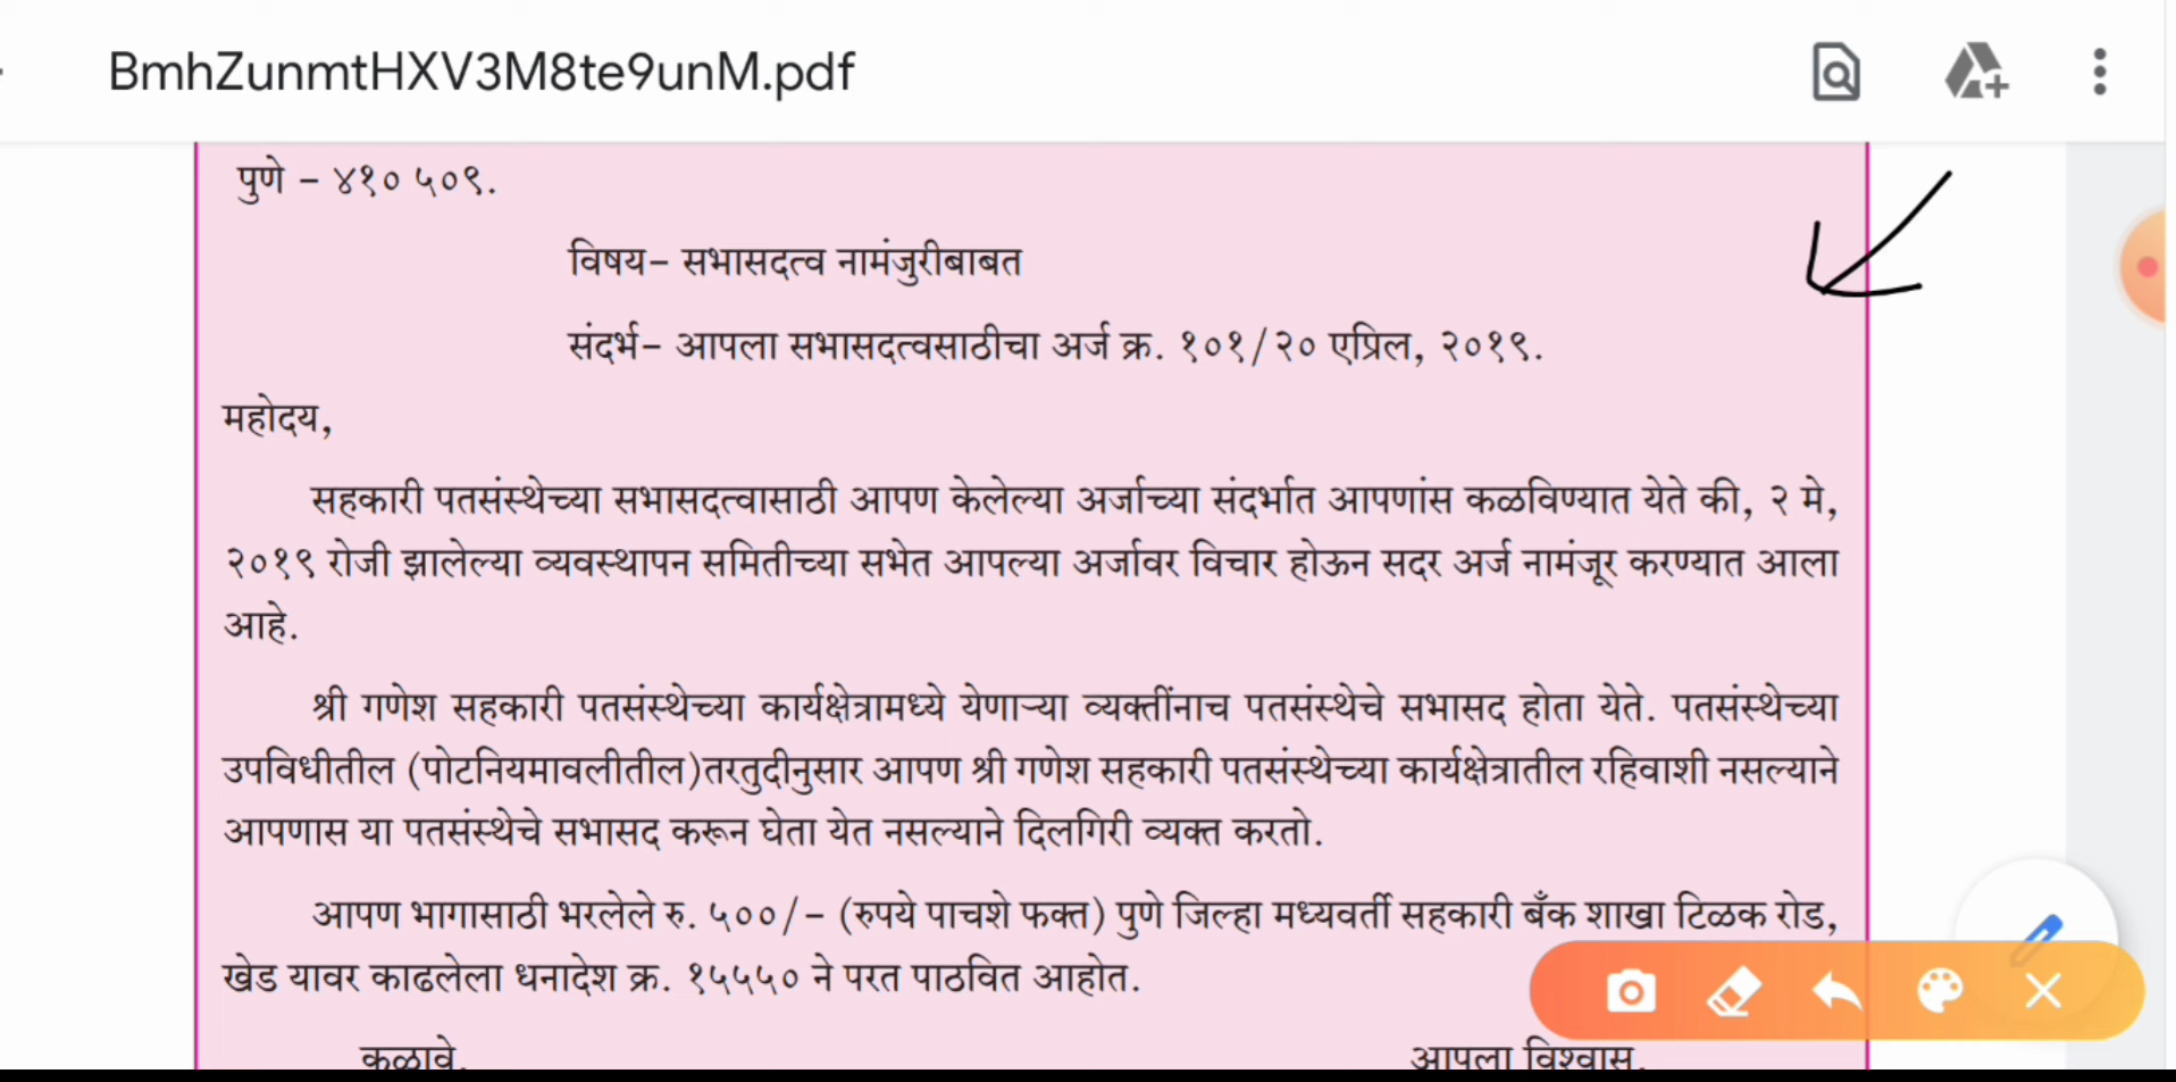 BmhZunmtHXV3M8te9unM.pdf
पुणे – ४१० ५०९.
विषय– सभासदत्व नामंजुरीबाबत
संदर्भ– आपला सभासदत्वसाठीचा अर्ज क्र. १०१/२० एप्रिल, २०१९.
महोदय,
सहकारी पतसंस्थेच्या सभासदत्वासाठी आपण केलेल्या अर्जाच्या संदर्भात आपणांस कळविण्यात येते की, २ मे,
२०१९ रोजी झालेल्या व्यवस्थापन समितीच्या सभेत आपल्या अर्जावर विचार होऊन सदर अर्ज नामंजूर करण्यात आला
आहे.
श्री गणेश सहकारी पतसंस्थेच्या कार्यक्षेत्रामध्ये येणाऱ्या व्यक्तींनाच पतसंस्थेचे सभासद होता येते. पतसंस्थेच्या
उपविधीतील (पोटनियमावलीतील)तरतुदीनुसार आपण श्री गणेश सहकारी पतसंस्थेच्या कार्यक्षेत्रातील रहिवाशी नसल्याने
आपणास या पतसंस्थेचे सभासद करून घेता येत नसल्याने दिलगिरी व्यक्त करतो.
आपण भागासाठी भरलेले रु. ५००/– (रुपये पाचशे फक्त) पुणे जिल्हा मध्यवर्ती सहकारी बँक शाखा टिळक रोड,
खेड यावर काढलेला धनादेश क्र. १५५५० ने परत पाठवित आहोत.
कळावे.
आपला विश्वासू,